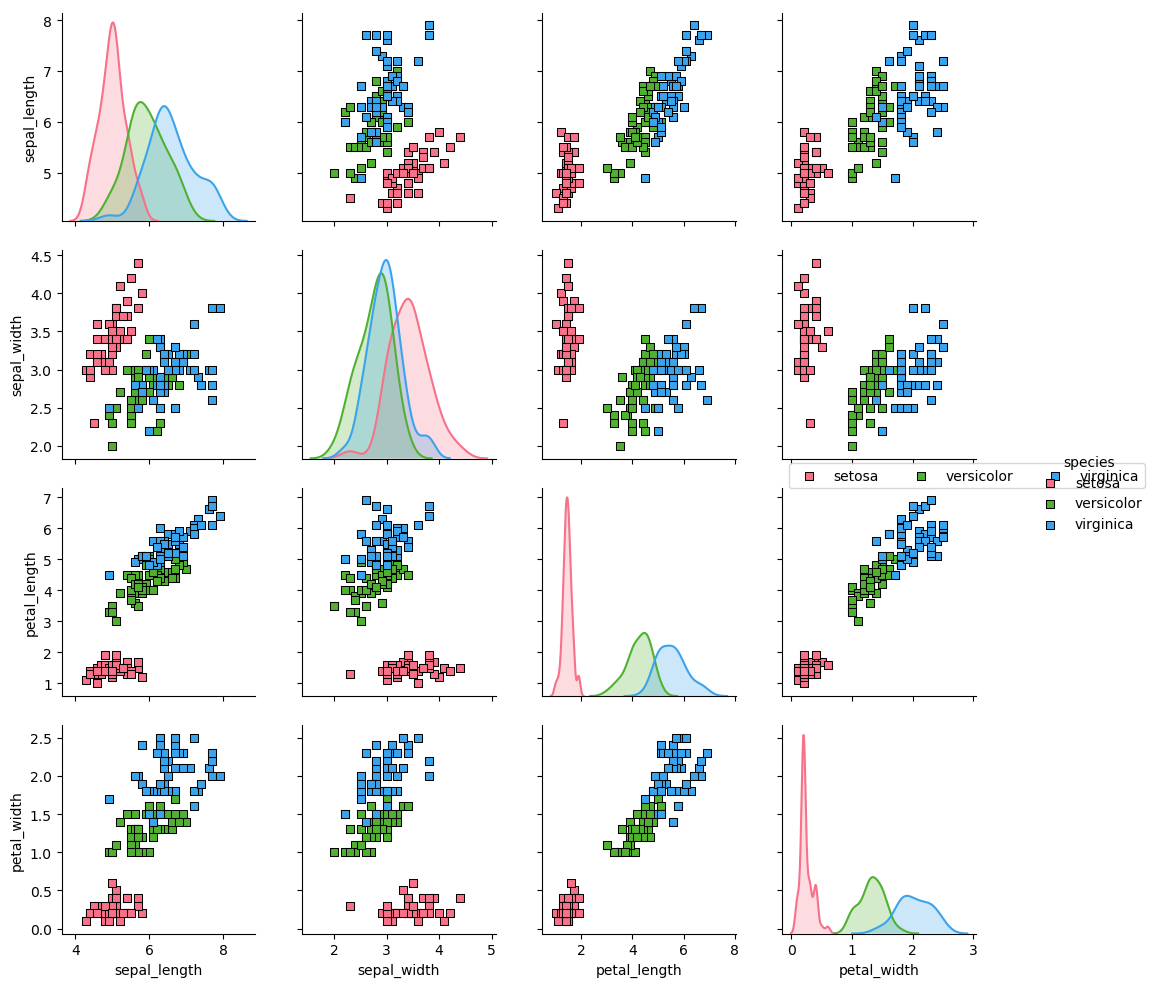 sepal_length
8
7
6
5
sepal_width
4.5
4.0
3.5
3.0
2.5
2.0
species
setosa versicolor virginica
setosa
versicolor
virginica
petal_length
7
6
5
4
3
2
1
petal_width
2.5
2.0
1.5
1.0
0.5
0.0
4 6 8 2 3 4 5 2 4 6 8 0 1 2 3
sepal_length sepal_width petal_length petal_width